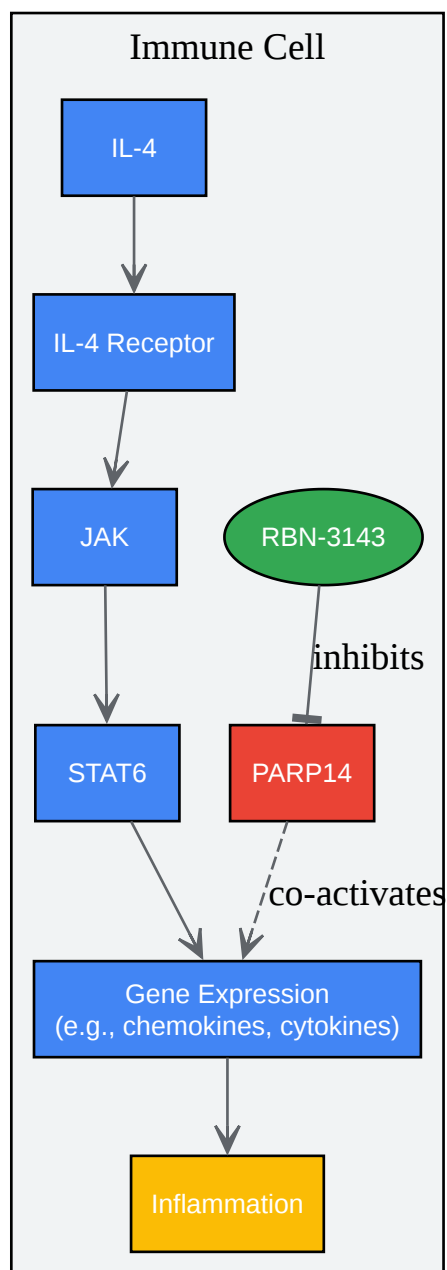 Immune Cell
IL-4
IL-4 Receptor
JAK
RBN-3143
inhibits
STAT6
PARP14
co-activates
Gene Expression
(e.g., chemokines, cytokines)
Inflammation